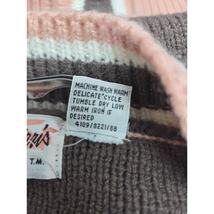 MACHINE WASH WARM
DELICATE CYCLE
TUMBLE DRY LOW
WARM IRON IF
DESIRED
4109/8221/88
T.M.